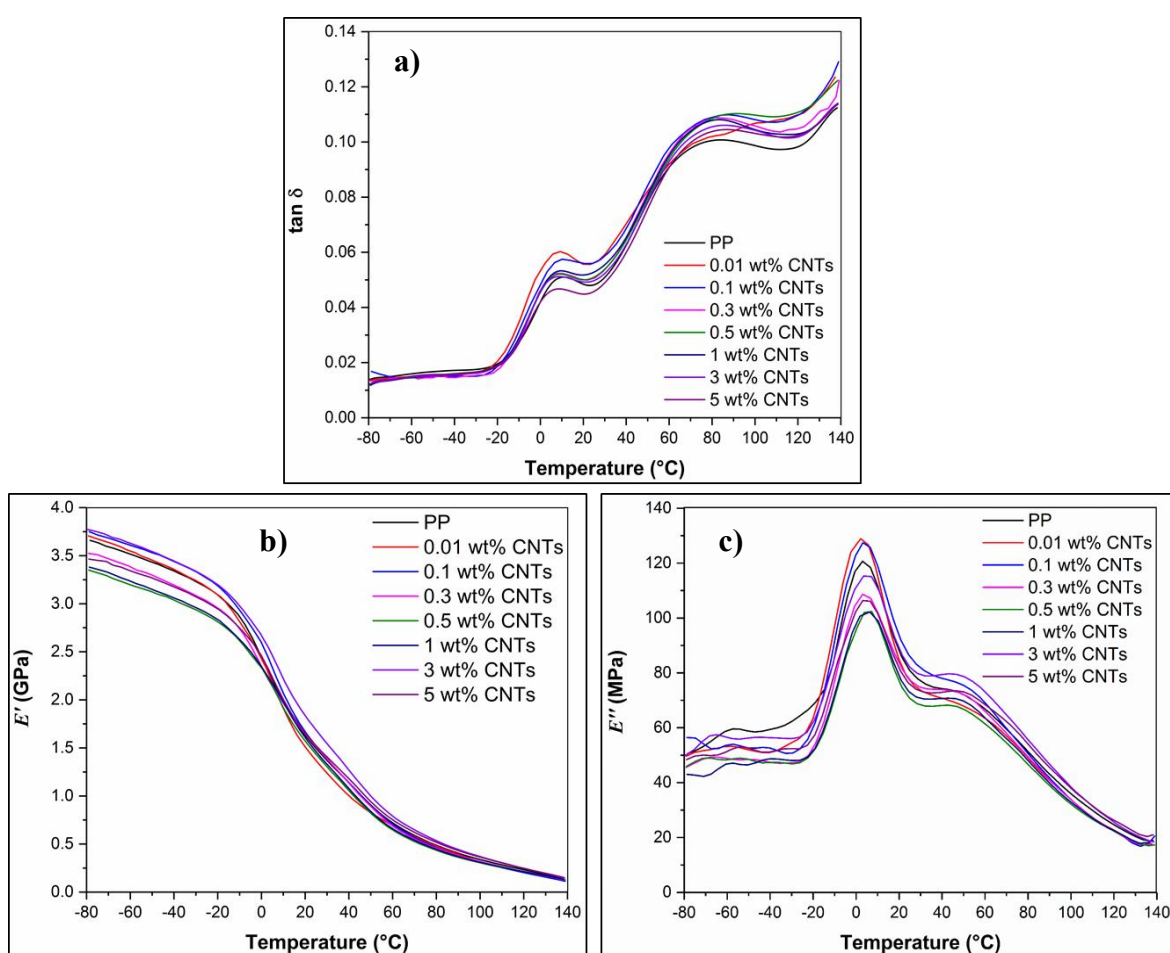 a)
0.14
0.12
0.10
0.08
0.06
0.04
0.02
0.00
tan δ
-80 -60 -40 -20 0 20 40 60 80 100 120 140
Temperature (°C)
PP
0.01 wt% CNTs
0.1 wt% CNTs
0.3 wt% CNTs
0.5 wt% CNTs
1 wt% CNTs
3 wt% CNTs
5 wt% CNTs
b)
4.0
3.5
3.0
2.5
2.0
1.5
1.0
0.5
0.0
E' (GPa)
-80 -60 -40 -20 0 20 40 60 80 100 120 140
Temperature (°C)
PP
0.01 wt% CNTs
0.1 wt% CNTs
0.3 wt% CNTs
0.5 wt% CNTs
1 wt% CNTs
3 wt% CNTs
5 wt% CNTs
c)
140
120
100
80
60
40
20
0
E'' (MPa)
-80 -60 -40 -20 0 20 40 60 80 100 120 140
Temperature (°C)
PP
0.01 wt% CNTs
0.1 wt% CNTs
0.3 wt% CNTs
0.5 wt% CNTs
1 wt% CNTs
3 wt% CNTs
5 wt% CNTs